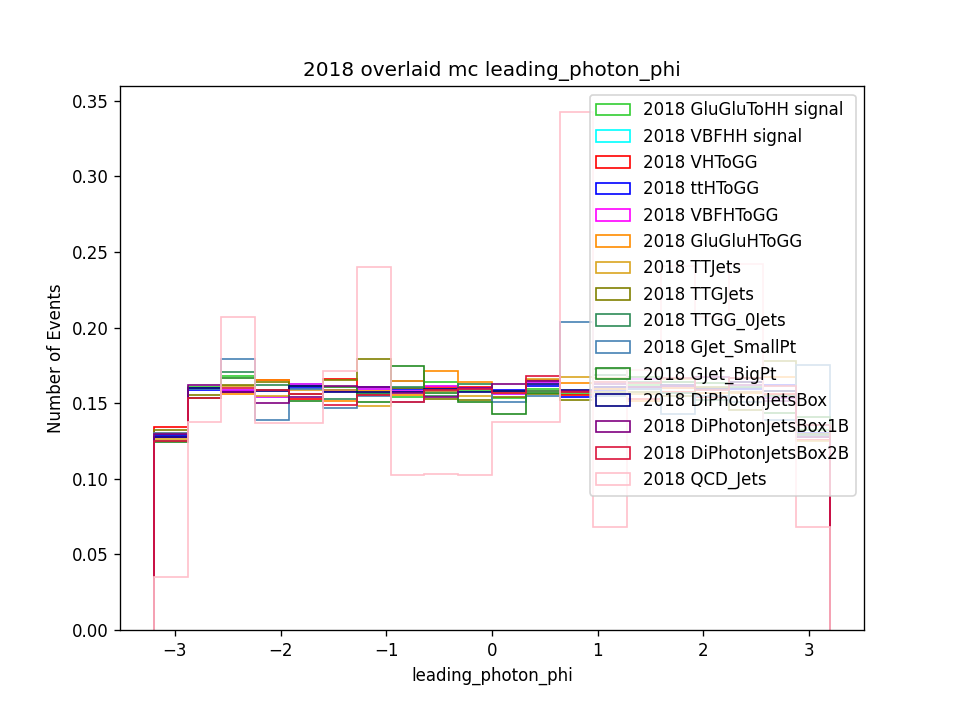 2018 overlaid mc leading_photon_phi
Number of Events
0.35
0.30
0.25
0.20
0.15
0.10
0.05
0.00
−3
−2
−1
0
1
2
3
leading_photon_phi
2018 GluGluToHH signal
2018 VBFHH signal
2018 VHToGG
2018 ttHToGG
2018 VBFHToGG
2018 GluGluHToGG
2018 TTJets
2018 TTGJets
2018 TTGG_0Jets
2018 GJet_SmallPt
2018 GJet_BigPt
2018 DiPhotonJetsBox
2018 DiPhotonJetsBox1B
2018 DiPhotonJetsBox2B
2018 QCD_Jets